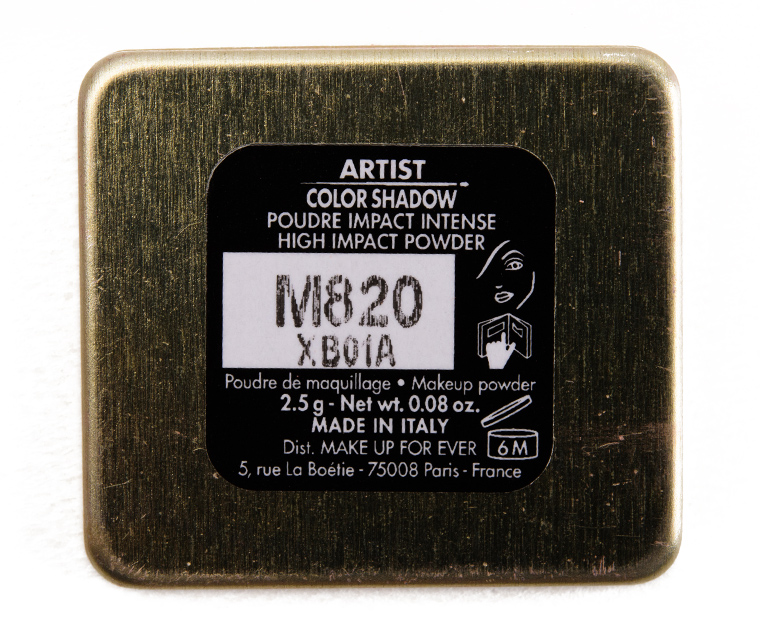 ARTIST
COLOR SHADOW
POUDRE IMPACT INTENSE
HIGH IMPACT POWDER
M820
XB01A
Poudre de maquillage • Makeup powder
2.5 g - Net wt. 0.08 oz.
MADE IN ITALY
Dist. MAKE UP FOR EVER
6 M
5, rue La Boétie - 75008 Paris - France